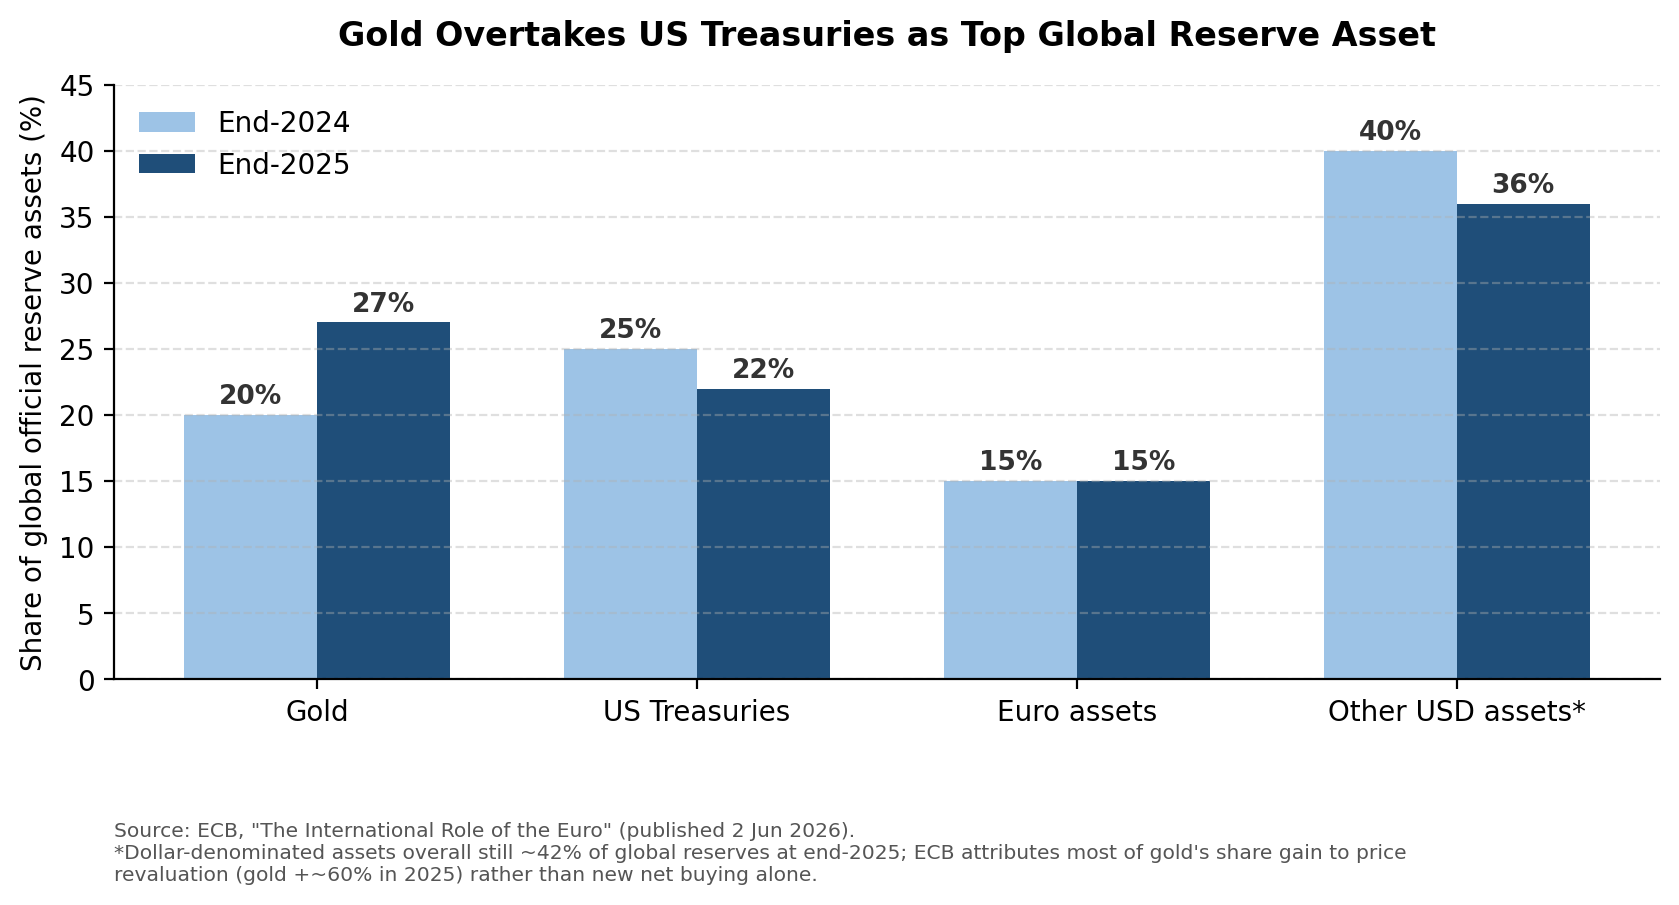 Gold Overtakes US Treasuries as Top Global Reserve Asset
Share of global official reserve assets (%)
45
40
35
30
25
20
15
10
5
0
End-2024
End-2025
20%
27%
25%
22%
15%
15%
40%
36%
Gold
US Treasuries
Euro assets
Other USD assets*
Source: ECB, "The International Role of the Euro" (published 2 Jun 2026).
*Dollar-denominated assets overall still ~42% of global reserves at end-2025; ECB attributes most of gold's share gain to price
revaluation (gold +~60% in 2025) rather than new net buying alone.